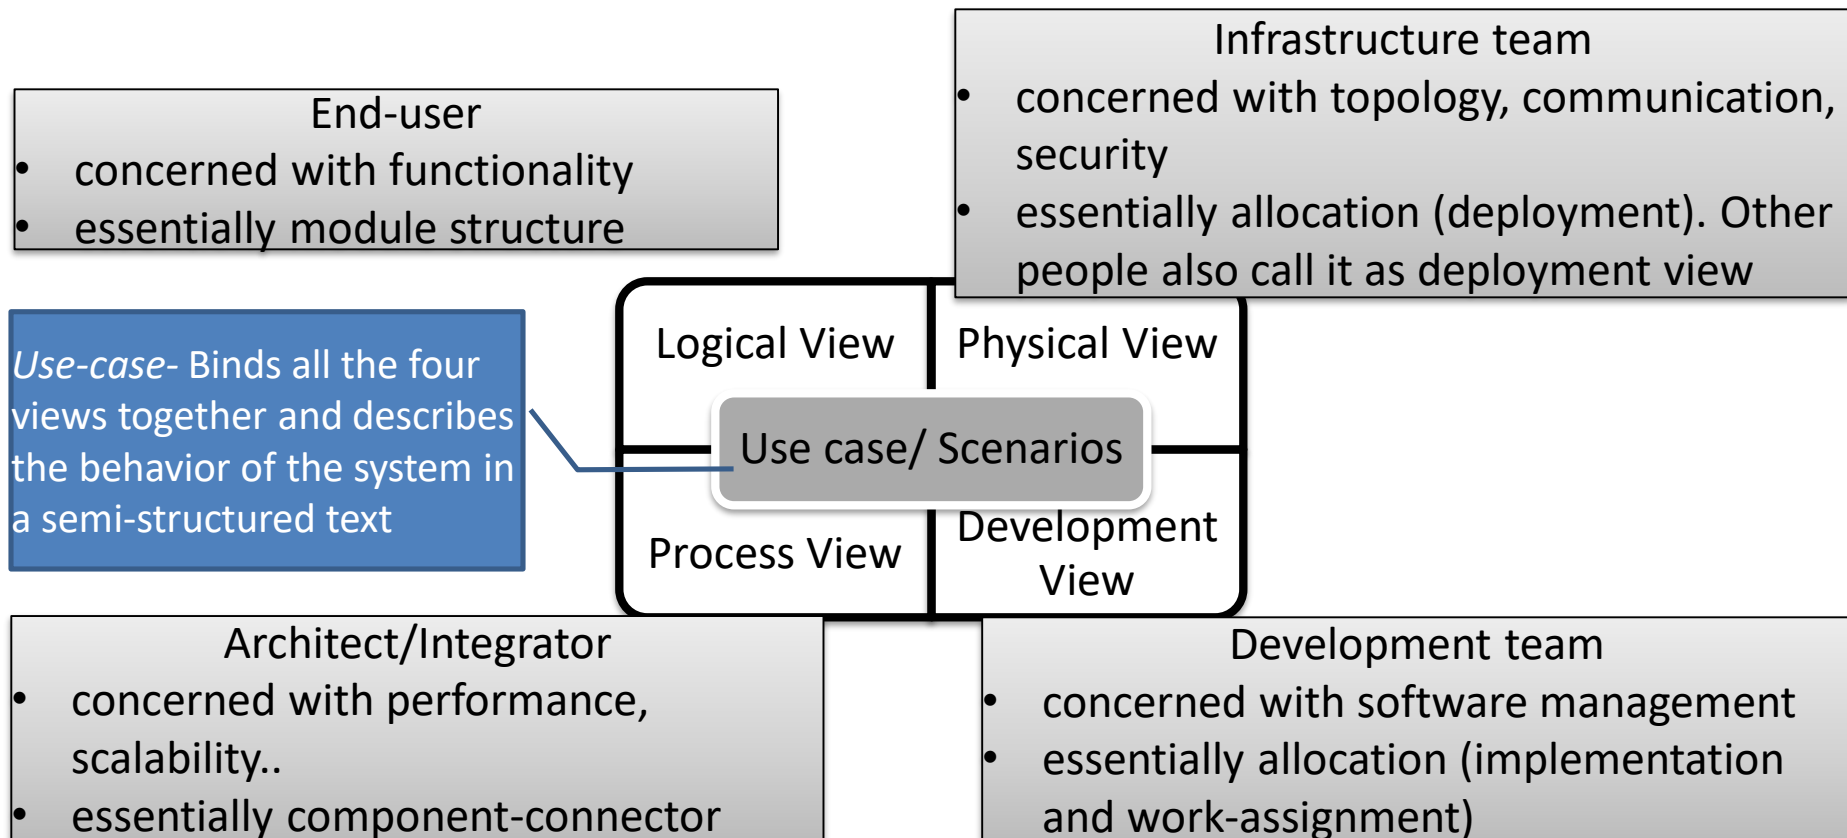 Infrastructure team
• concerned with topology, communication,
security
• essentially allocation (deployment). Other
people also call it as deployment view
End-user
• concerned with functionality
• essentially module structure
Use-case- Binds all the four
views together and describes
the behavior of the system in
a semi-structured text
Logical View
Physical View
Use case/ Scenarios
Process View
Development
View
Architect/Integrator
• concerned with performance,
scalability..
• essentially component-connector
Development team
• concerned with software management
• essentially allocation (implementation
and work-assignment)